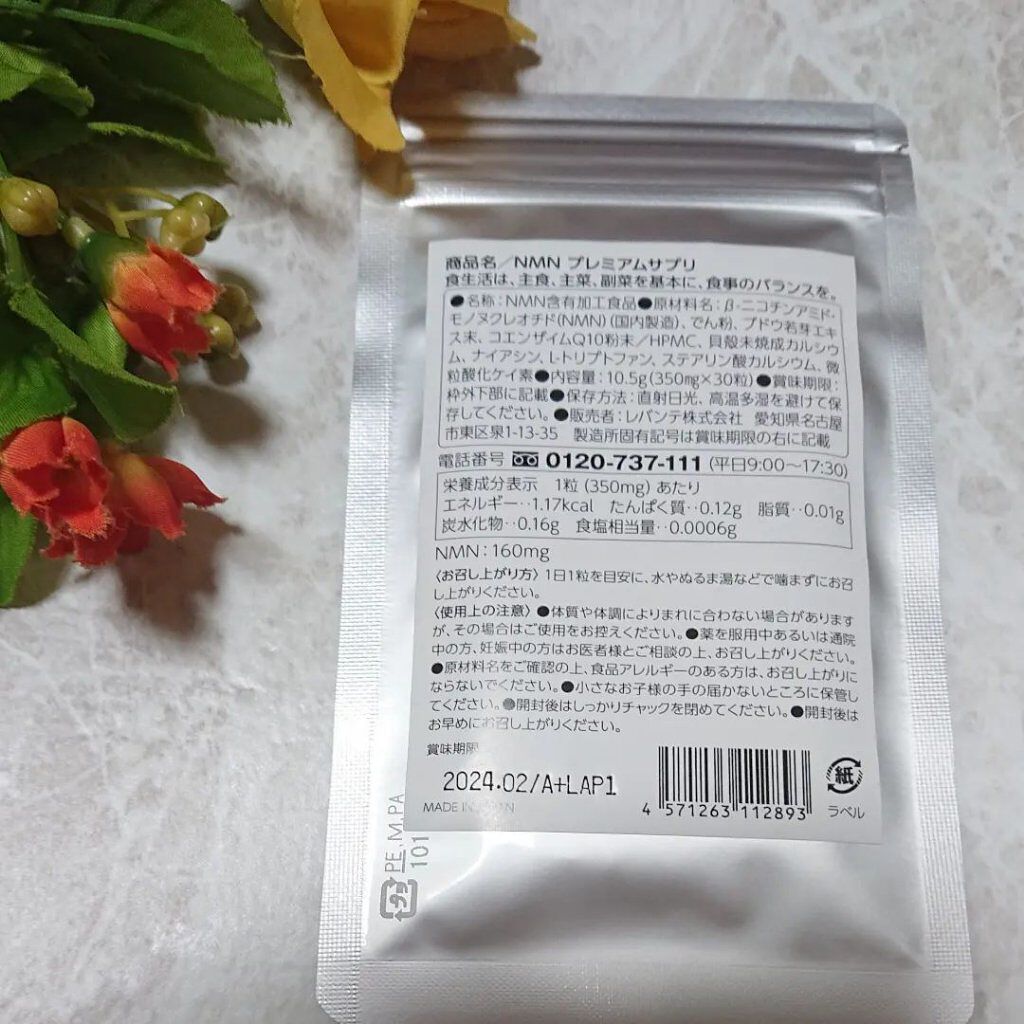 商品名／NMN プレミアムサプリ
食生活は、主食、主菜、副菜を基本に、食事のバランスを。
●名称：NMN含有加工食品●原材料名：β-ニコチンアミド・
モノヌクレオチド(NMN)(国内製造)、でん粉、ブドウ若芽エキ
ス末、コエンザイムQ10粉末／HPMC、貝殻未焼成カルシウ
ム、ナイアシン、L-トリプトファン、ステアリン酸カルシウム、微
粒酸化ケイ素●内容量：10.5g(350mg×30粒)●賞味期限：
枠外下部に記載●保存方法：直射日光、高温多湿を避けて保
存してください。●販売者：レバンテ株式会社 愛知県名古屋
市東区泉1-13-35 製造所固有記号は賞味期限の右に記載
電話番号 0120-737-111 (平日9:00〜17:30)
栄養成分表示 1粒(350mg)あたり
エネルギー‥1.17kcal たんぱく質‥0.12g 脂質‥0.01g
炭水化物‥0.16g 食塩相当量‥0.0006g
NMN：160mg
〈お召し上がり方〉1日1粒を目安に、水やぬるま湯などで噛まずにお召
し上がりください。
〈使用上の注意〉●体質や体調によりまれに合わない場合があります
が、その場合はご使用をお控えください。●薬を服用中あるいは通院
中の方、妊娠中の方はお医者様とご相談の上、お召し上がりください。
●原材料名をご確認の上、食品アレルギーのある方は、お召し上がりに
ならないでください。●小さなお子様の手の届かないところに保管し
てください。●開封後はしっかりチャックを閉めてください。●開封後は
お早めにお召し上がりください。
賞味期限
2024.02/A+LAP1
MADE IN JAPAN
4 571263 112893
紙
ラベル
PE,M,PA
101
プラ